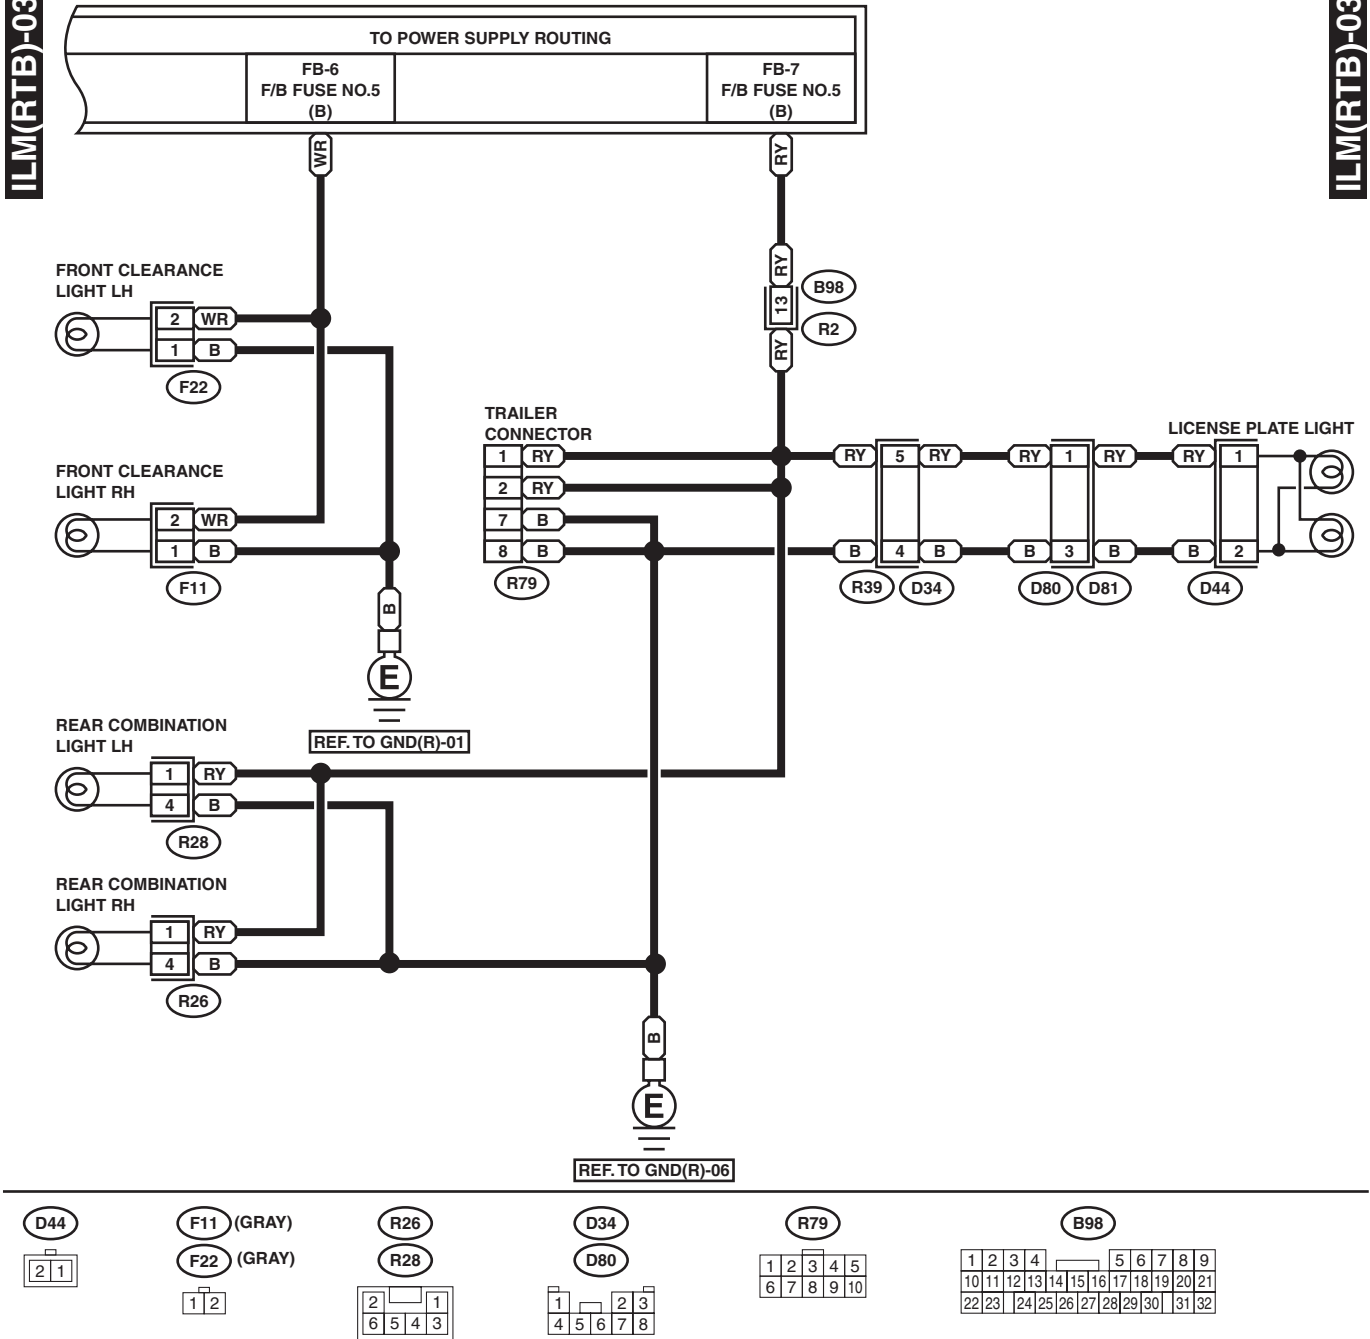 ILM(RTB)-03
ILM(RTB)-03
TO POWER SUPPLY ROUTING
FB-6
F/B FUSE NO.5
(B)
FB-7
F/B FUSE NO.5
(B)
WR
RY
RY
13
B98
R2
RY
FRONT CLEARANCE
LIGHT LH
2 WR
1 B
F22
FRONT CLEARANCE
LIGHT RH
2 WR
1 B
F11
B
E
REF. TO GND(R)-01
TRAILER
CONNECTOR
1 RY
2 RY
7 B
8 B
R79
LICENSE PLATE LIGHT
RY 5 RY RY 1 RY RY 1
B 4 B B 3 B B 2
R39 D34 D80 D81 D44
REAR COMBINATION
LIGHT LH
1 RY
4 B
R28
REAR COMBINATION
LIGHT RH
1 RY
4 B
R26
B
E
REF. TO GND(R)-06
D44
2 1
F11 (GRAY)
F22 (GRAY)
1 2
R26
R28
2 1
6 5 4 3
D34
D80
1 2 3
4 5 6 7 8
R79
1 2 3 4 5
6 7 8 9 10
B98
1 2 3 4 5 6 7 8 9
10 11 12 13 14 15 16 17 18 19 20 21
22 23 24 25 26 27 28 29 30 31 32